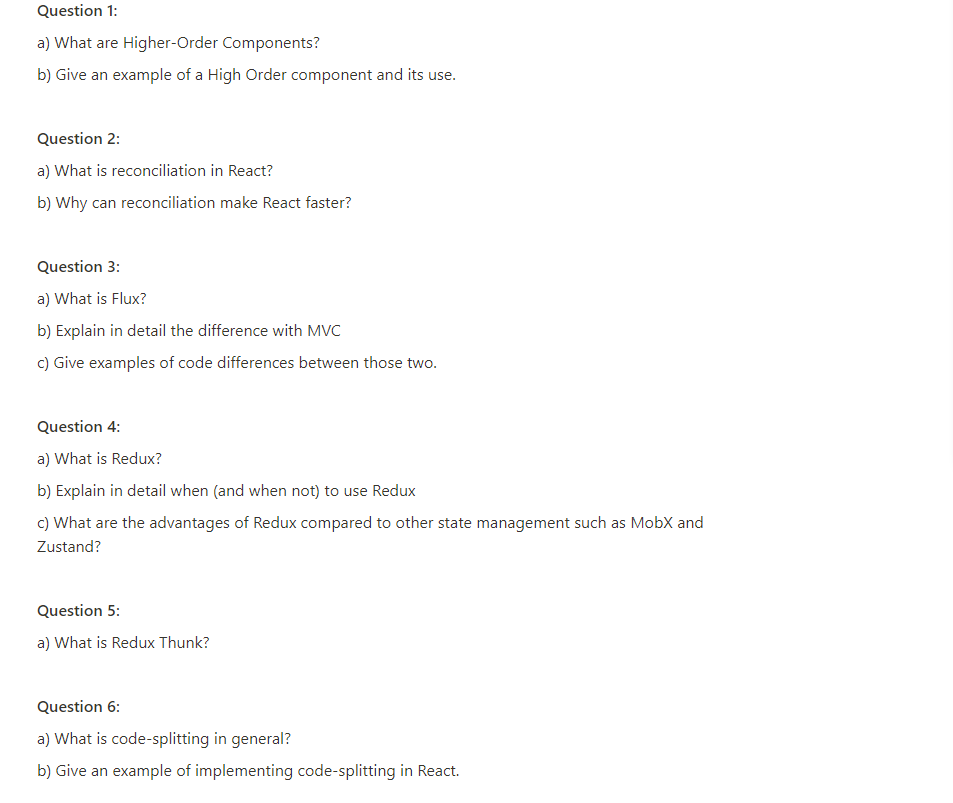 Question 1:
a) What are Higher-Order Components?
b) Give an example of a High Order component and its use.
Question 2:
a) What is reconciliation in React?
b) Why can reconciliation make React faster?
Question 3:
a) What is Flux?
b) Explain in detail the difference with MVC
c) Give examples of code differences between those two.
Question 4:
a) What is Redux?
b) Explain in detail when (and when not) to use Redux
c) What are the advantages of Redux compared to other state management such as MobX and
Zustand?
Question 5:
a) What is Redux Thunk?
Question 6:
a) What is code-splitting in general?
b) Give an example of implementing code-splitting in React.